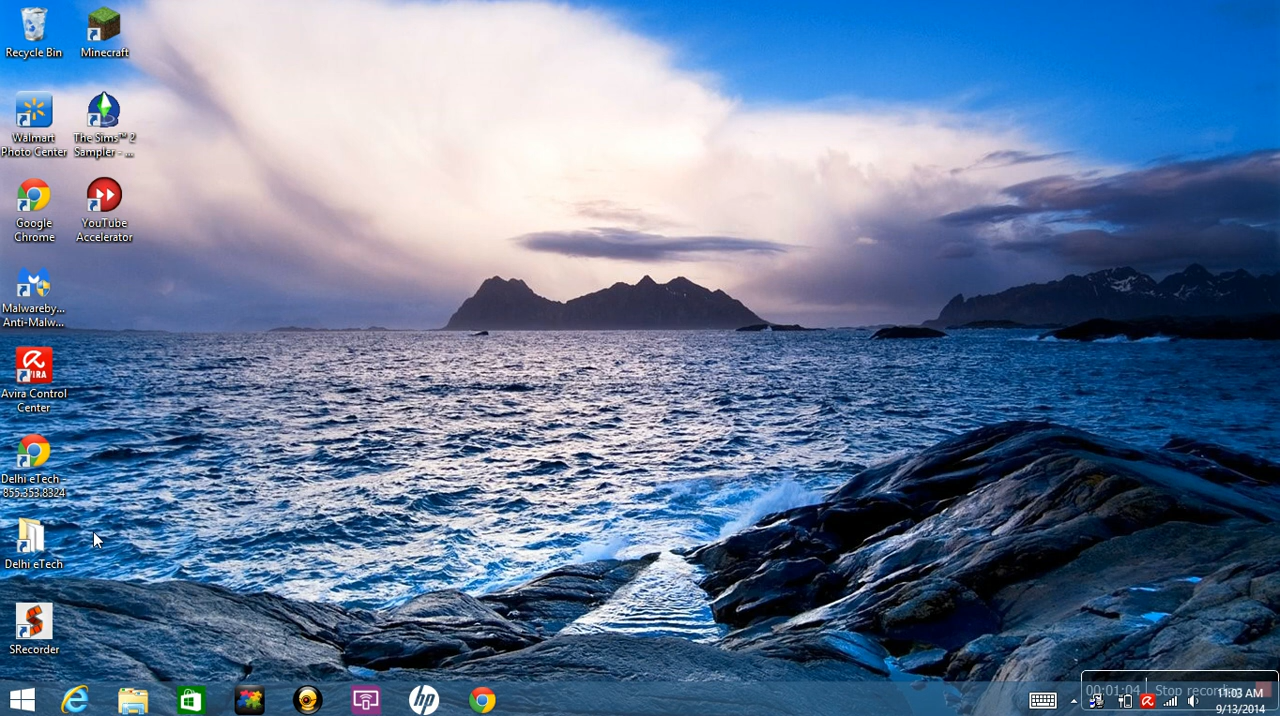 Recycle Bin
Minecraft
Walmart
Photo Center
The Sims™ 2
Sampler - ...
Google
Chrome
YouTube
Accelerator
Malwareby...
Anti-Malw...
AVIRA
Avira Control
Center
Delhi eTech
855.353.8324
Delhi eTech
SRecorder
hp
00:01:04
Stop recording
11:03 AM
9/13/2014